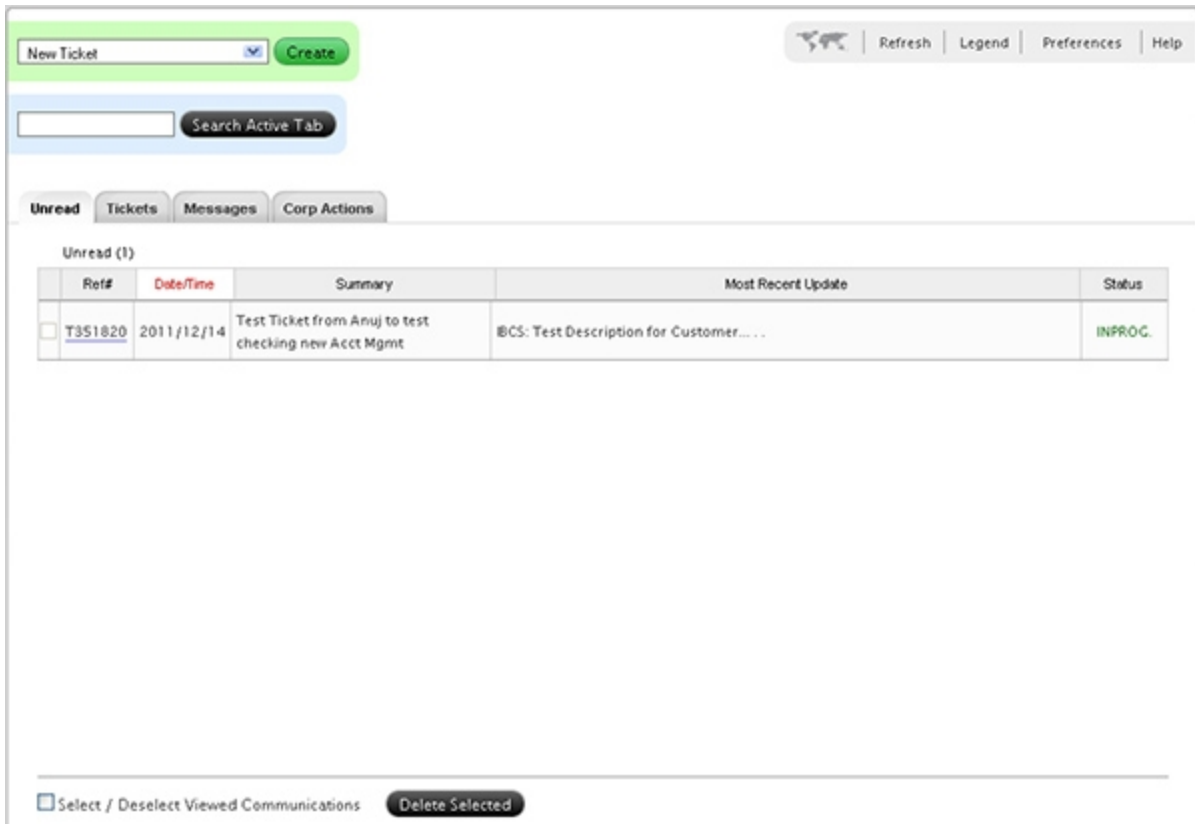 New Ticket Create
Refresh Legend Preferences Help
Search Active Tab
Unread Tickets Messages Corp Actions
Unread (1)
Ref# Date/Time Summary Most Recent Update Status
T351820 2011/12/14 Test Ticket from Anuj to test
checking new Acct Mgmt
IBCS: Test Description for Customer... . . INPROG.
Select / Deselect Viewed Communications Delete Selected